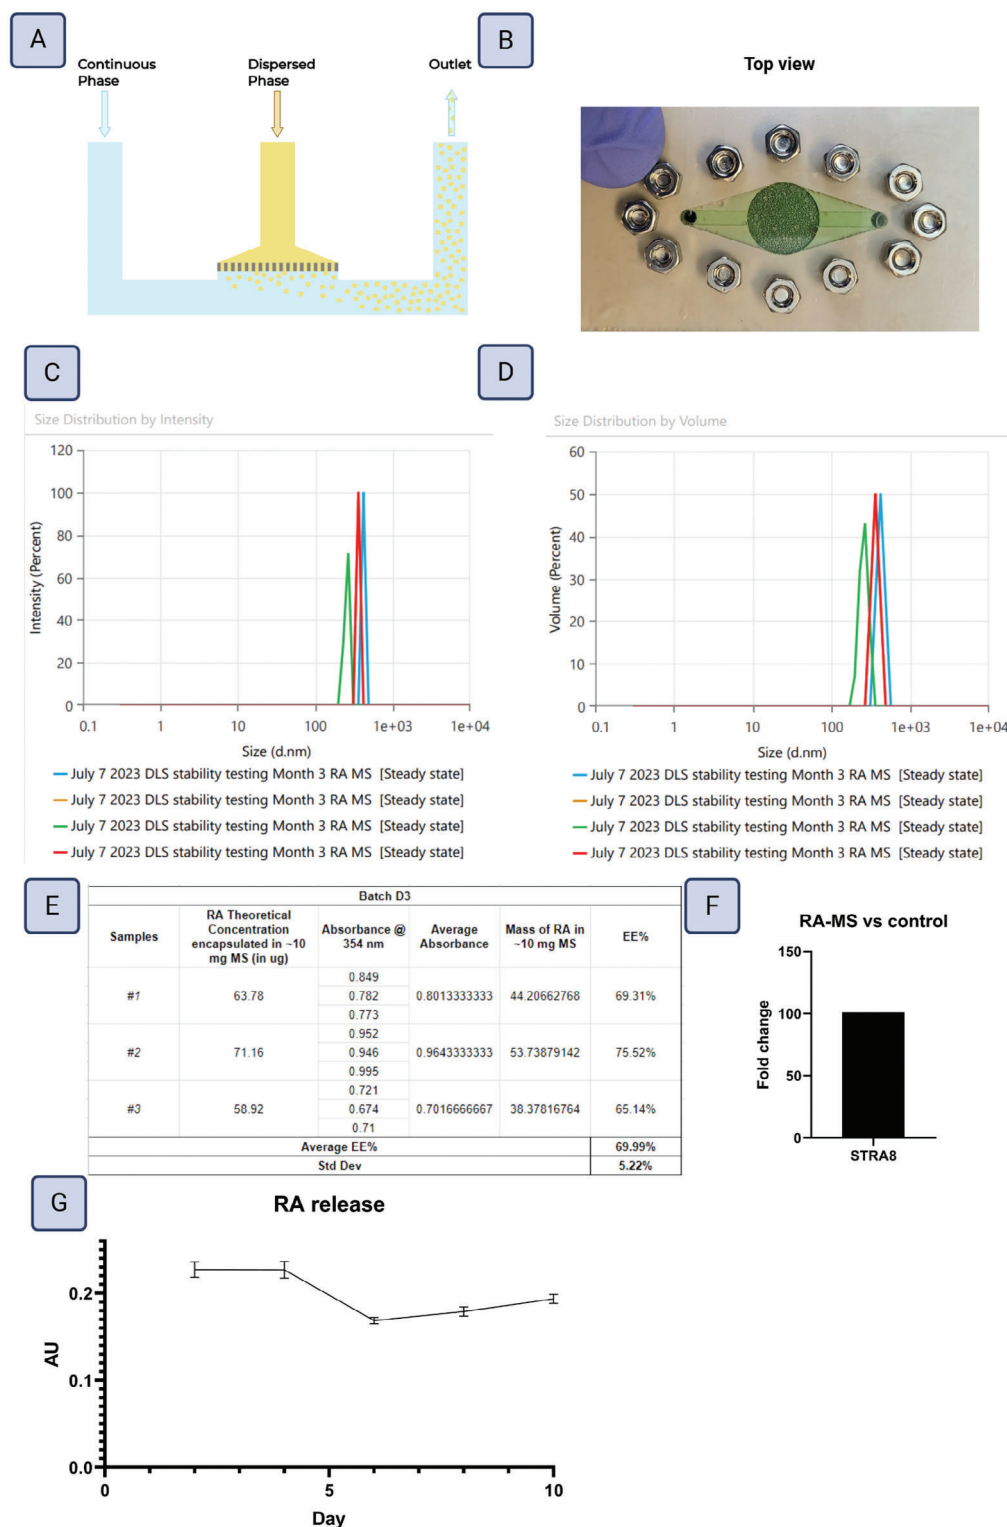 A
Continuous
Phase
Dispersed
Phase
Outlet
B
Top view
C
Size Distribution by Intensity
120
100
80
60
40
20
0
Intensity (Percent)
0.1 1 10 100 1e+03 1e+04
Size (d.nm)
July 7 2023 DLS stability testing Month 3 RA MS [Steady state]
July 7 2023 DLS stability testing Month 3 RA MS [Steady state]
July 7 2023 DLS stability testing Month 3 RA MS [Steady state]
July 7 2023 DLS stability testing Month 3 RA MS [Steady state]
D
Size Distribution by Volume
60
50
40
30
20
10
0
Volume (Percent)
0.1 1 10 100 1e+03 1e+04
Size (d.nm)
July 7 2023 DLS stability testing Month 3 RA MS [Steady state]
July 7 2023 DLS stability testing Month 3 RA MS [Steady state]
July 7 2023 DLS stability testing Month 3 RA MS [Steady state]
July 7 2023 DLS stability testing Month 3 RA MS [Steady state]
E
Batch D3
Samples
RA Theoretical
Concentration
encapsulated in ~10
mg MS (in ug)
Absorbance @
354 nm
Average
Absorbance
Mass of RA in
~10 mg MS
EE%
#1 63.78
0.849
0.782
0.773
0.8013333333 44.20662768 69.31%
#2 71.16
0.952
0.946
0.995
0.9643333333 53.73879142 75.52%
#3 58.92
0.721
0.674
0.71
0.7016666667 38.37816764 65.14%
Average EE% 69.99%
Std Dev 5.22%
F
RA-MS vs control
150
100
50
0
Fold change
STRA8
G
RA release
0.2
0.1
0.0
AU
0 5 10
Day